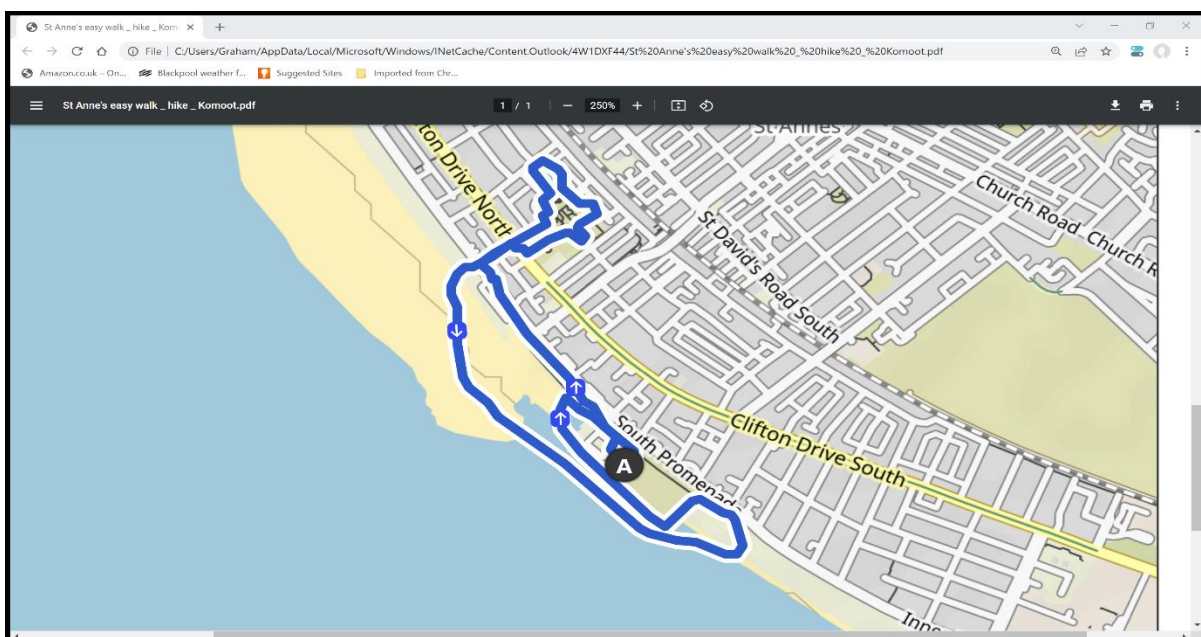 St Anne's easy walk _ hike _ Kom
File | C:/Users/Graham/AppData/Local/Microsoft/Windows/INetCache/Content.Outlook/4W1DXF44/St%20Anne's%20easy%20walk%20_%20hike%20_%20Komoot.pdf
Amazon.co.uk – On... Blackpool weather f... Suggested Sites Imported from Chr...
St Anne's easy walk _ hike _ Komoot.pdf 1 / 1 250%
St Annes
ton Drive North
Church Road Church R
St David's Road South
Clifton Drive South
South Promenade
A
Inn